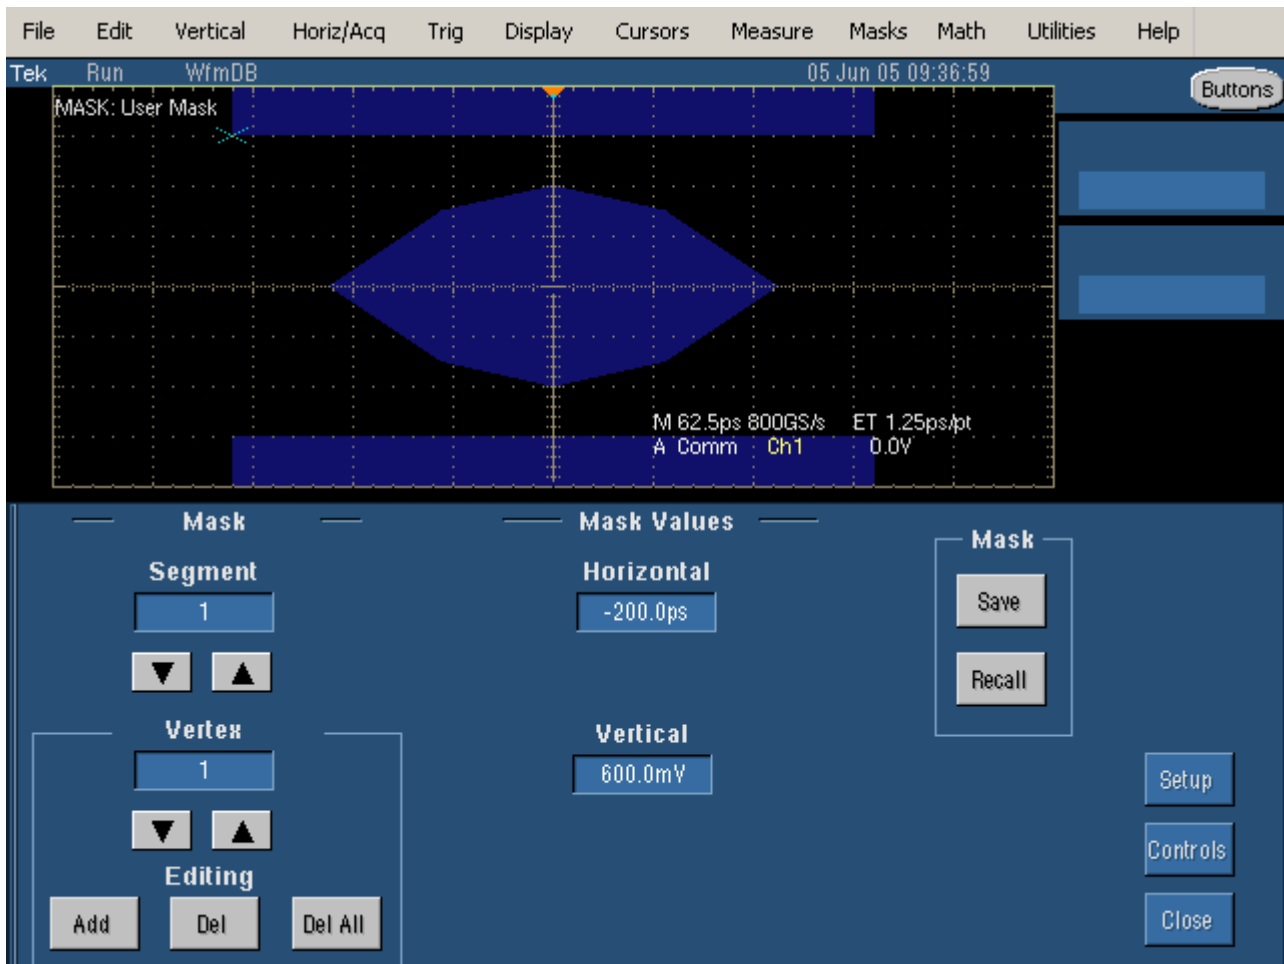 File Edit Vertical Horiz/Acq Trig Display Cursors Measure Masks Math Utilities Help
Tek Run WfmDB 05 Jun 05 09:36:59
Buttons
MASK: User Mask
M 62.5ps 800GS/s ET 1.25ps/pt
A Comm Ch1 0.0V
Mask
Mask Values
Mask
Segment
Horizontal
1
-200.0ps
Save
Recall
Vertex
Vertical
1
600.0mV
Setup
Controls
Editing
Add Del Del All
Close